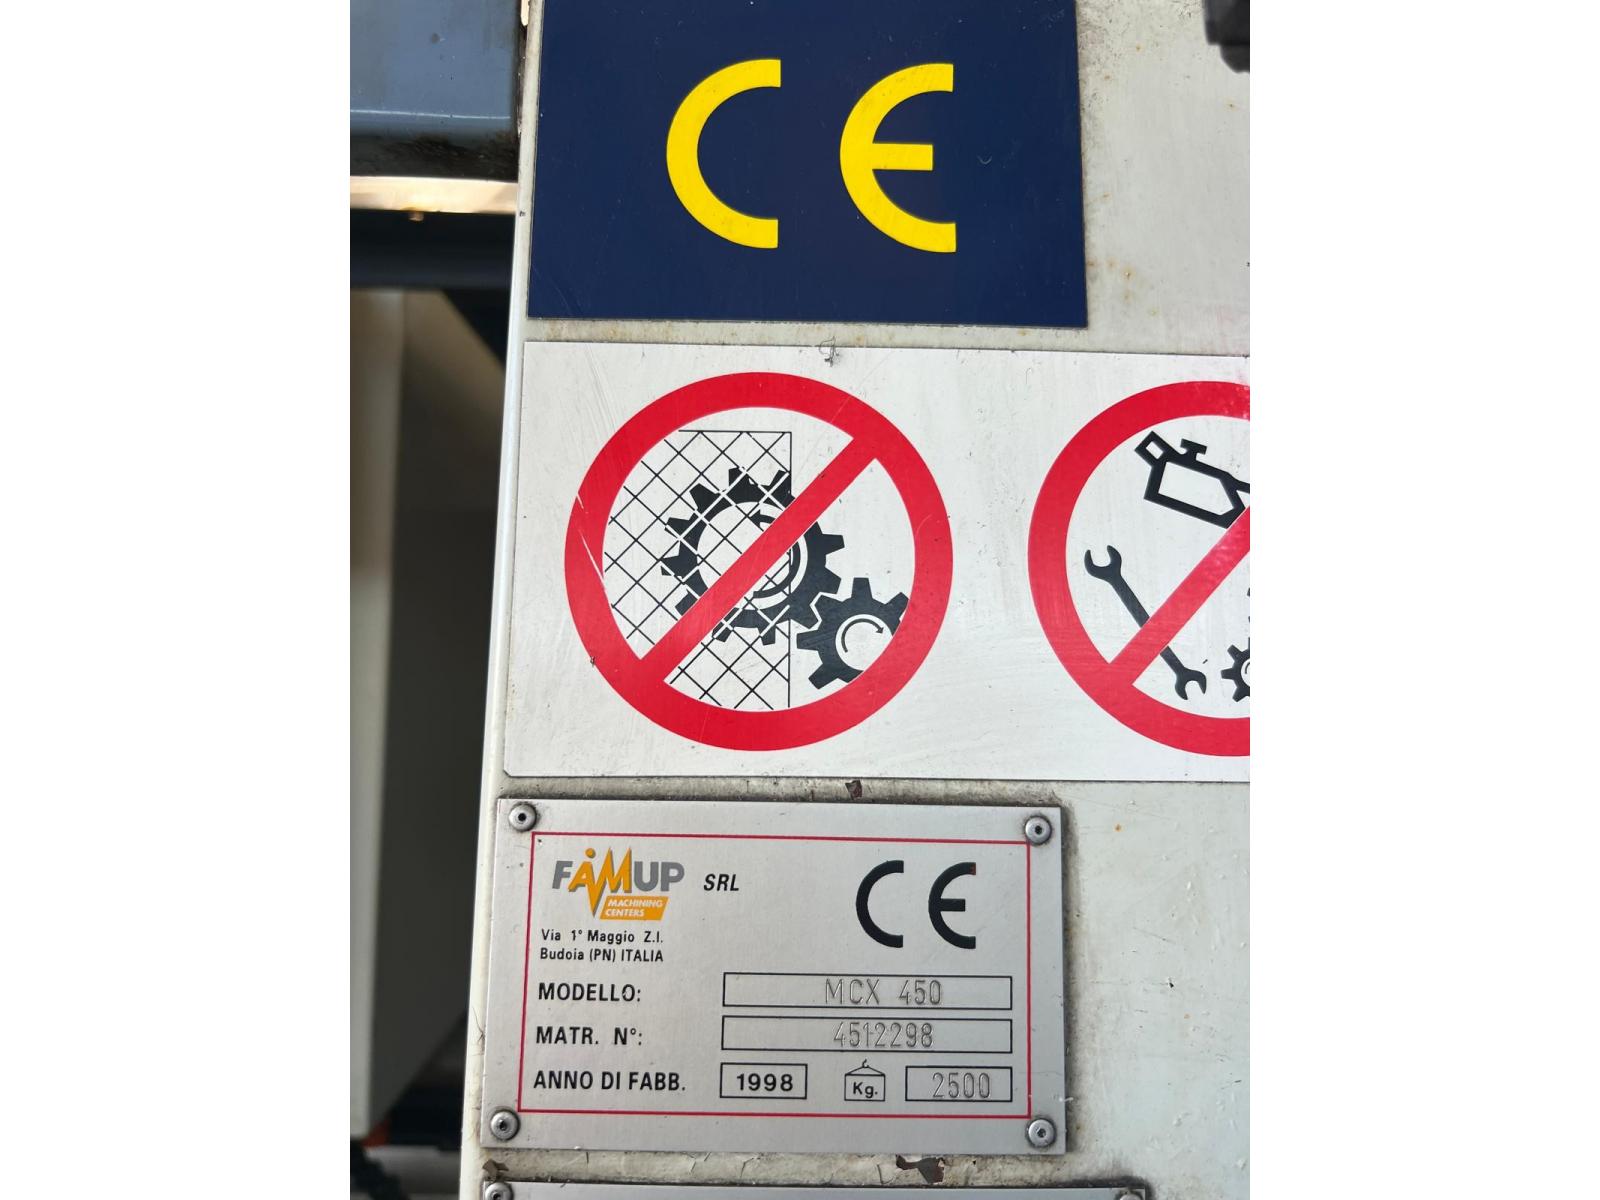 CE
FAMUP SRL
MACHINING
CENTERS
CE
Via 1° Maggio Z.I.
Budoia (PN) ITALIA
MODELLO: MCX 450
MATR. N°: 4512298
ANNO DI FABB. 1998 Kg. 2500